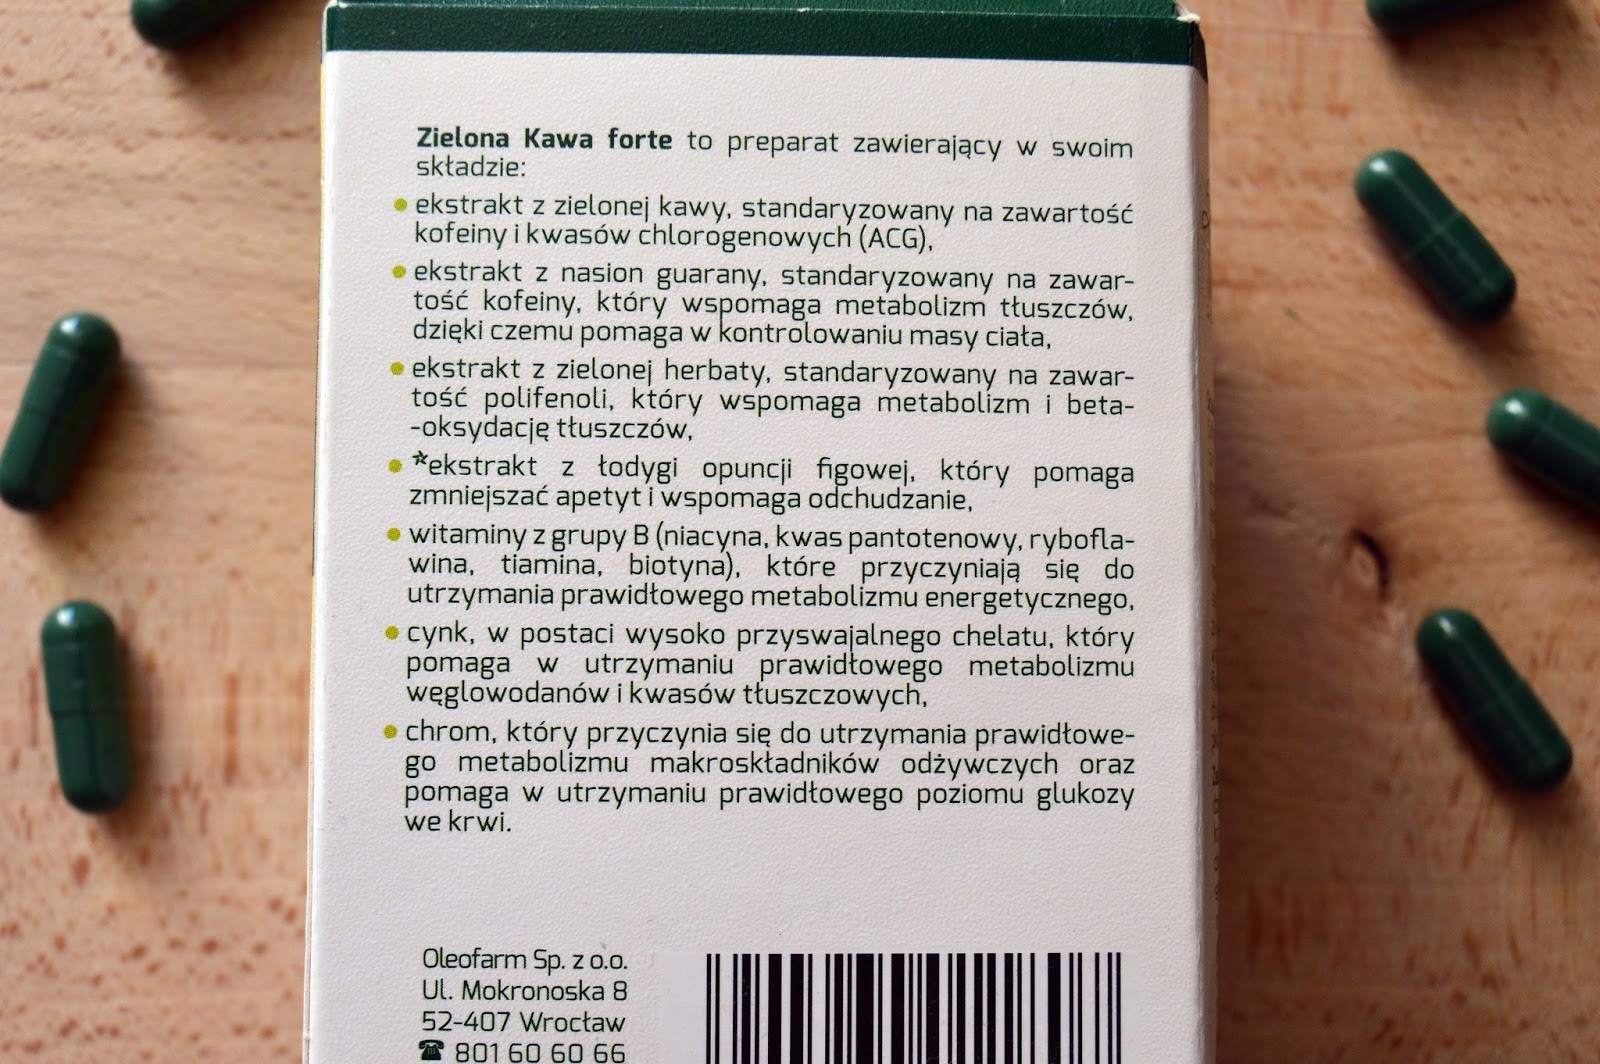 Zielona Kawa forte to preparat zawierający w swoim
składzie:
ekstrakt z zielonej kawy, standaryzowany na zawartość
kofeiny i kwasów chlorogenowych (ACG),
ekstrakt z nasion guarany, standaryzowany na zawar-
tość kofeiny, który wspomaga metabolizm tłuszczów,
dzięki czemu pomaga w kontrolowaniu masy ciała,
ekstrakt z zielonej herbaty, standaryzowany na zawar-
tość polifenoli, który wspomaga metabolizm i beta-
-oksydację tłuszczów,
*ekstrakt z łodygi opuncji figowej, który pomaga
zmniejszać apetyt i wspomaga odchudzanie,
witaminy z grupy B (niacyna, kwas pantotenowy, rybofla-
wina, tiamina, biotyna), które przyczyniają się do
utrzymania prawidłowego metabolizmu energetycznego,
cynk, w postaci wysoko przyswajalnego chelatu, który
pomaga w utrzymaniu prawidłowego metabolizmu
węglowodanów i kwasów tłuszczowych,
chrom, który przyczynia się do utrzymania prawidłowe-
go metabolizmu makroskładników odżywczych oraz
pomaga w utrzymaniu prawidłowego poziomu glukozy
we krwi.
Oleofarm Sp. z o.o.
Ul. Mokronoska 8
52-407 Wrocław
☎ 801 60 60 66